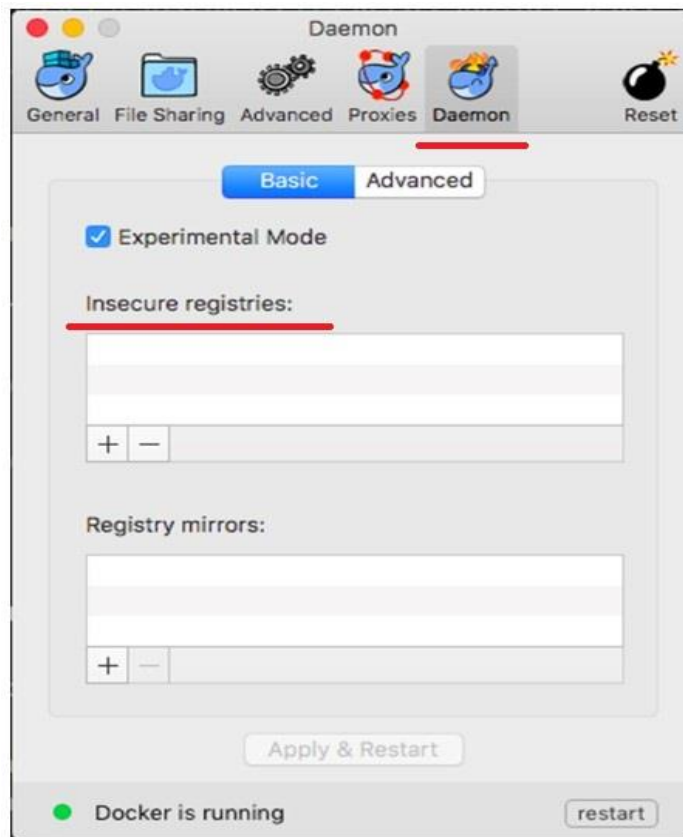 Daemon
General File Sharing Advanced Proxies Daemon Reset
Basic Advanced
Experimental Mode
Insecure registries:
+ −
Registry mirrors:
+ −
Apply & Restart
Docker is running restart